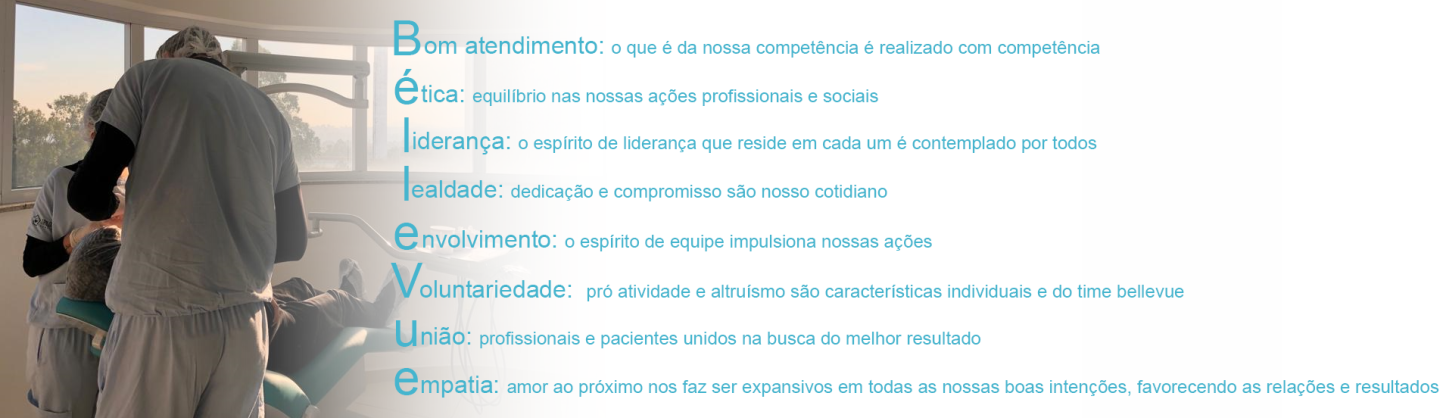 Bom atendimento: o que é da nossa competência é realizado com competência
ética: equilíbrio nas nossas ações profissionais e sociais
liderança: o espírito de liderança que reside em cada um é contemplado por todos
lealdade: dedicação e compromisso são nosso cotidiano
envolvimento: o espírito de equipe impulsiona nossas ações
Voluntariedade: pró atividade e altruísmo são características individuais e do time bellevue
união: profissionais e pacientes unidos na busca do melhor resultado
empatia: amor ao próximo nos faz ser expansivos em todas as nossas boas intenções, favorecendo as relações e resultados